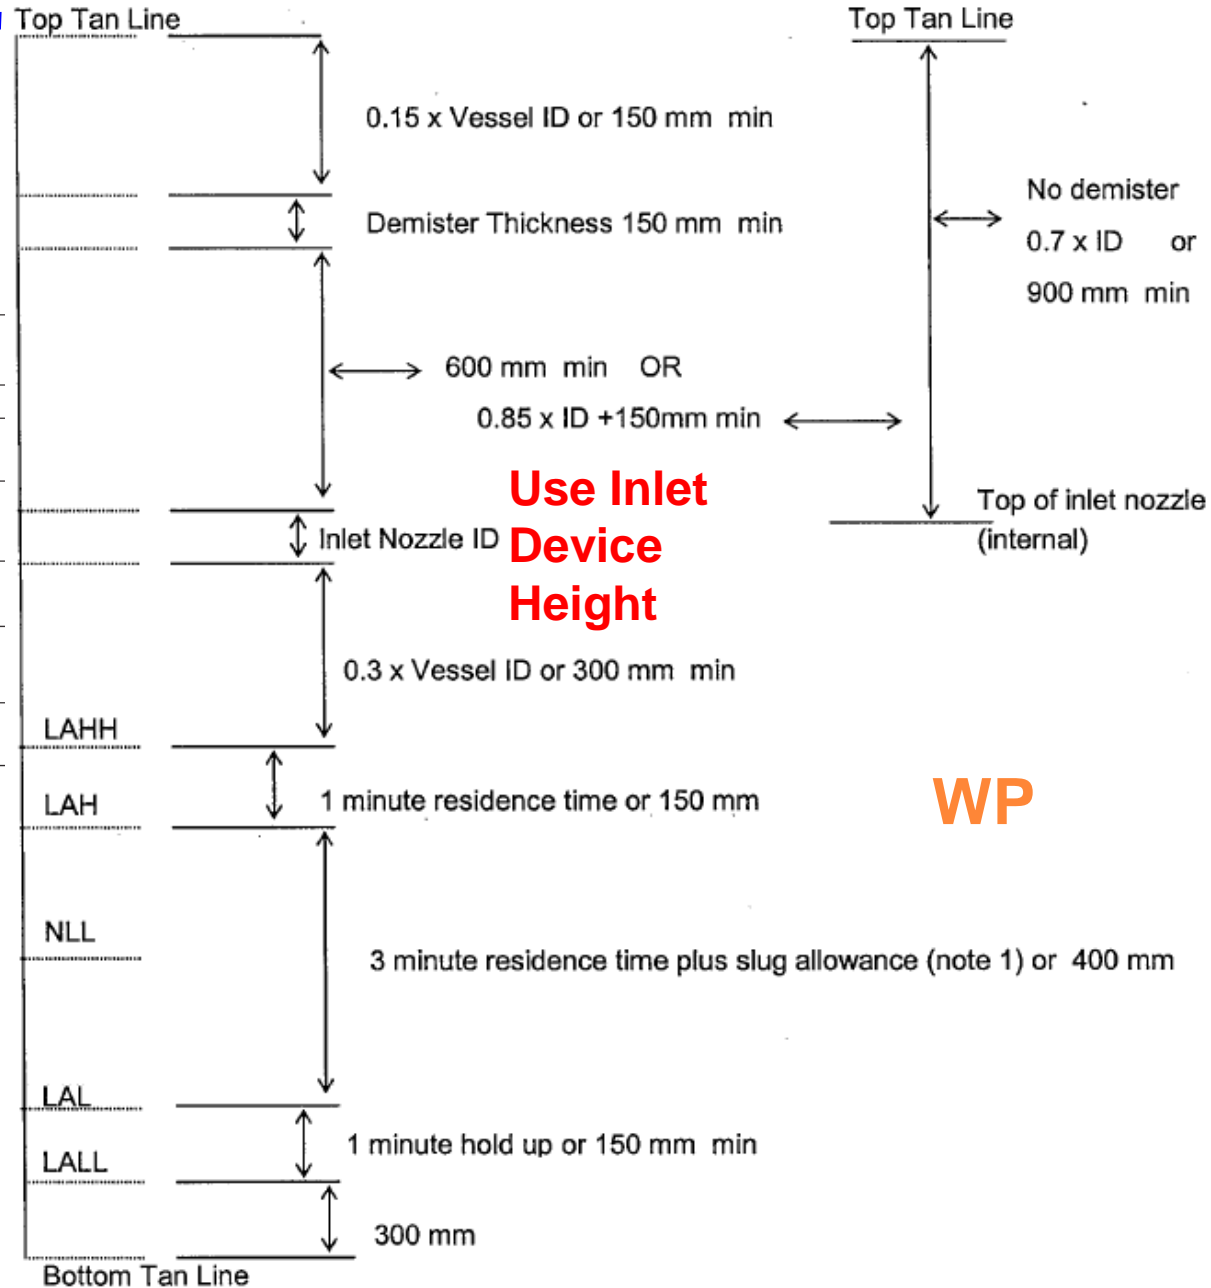 Top Tan Line
Top Tan Line
0.15 x Vessel ID or 150 mm min
No demister
Demister Thickness 150 mm min
0.7 x ID or
900 mm min
600 mm min OR
0.85 x ID +150mm min
Use Inlet
Device
Height
Top of inlet nozzle
(internal)
Inlet Nozzle ID
0.3 x Vessel ID or 300 mm min
LAHH
LAH
1 minute residence time or 150 mm
WP
NLL
3 minute residence time plus slug allowance (note 1) or 400 mm
LAL
1 minute hold up or 150 mm min
LALL
300 mm
Bottom Tan Line